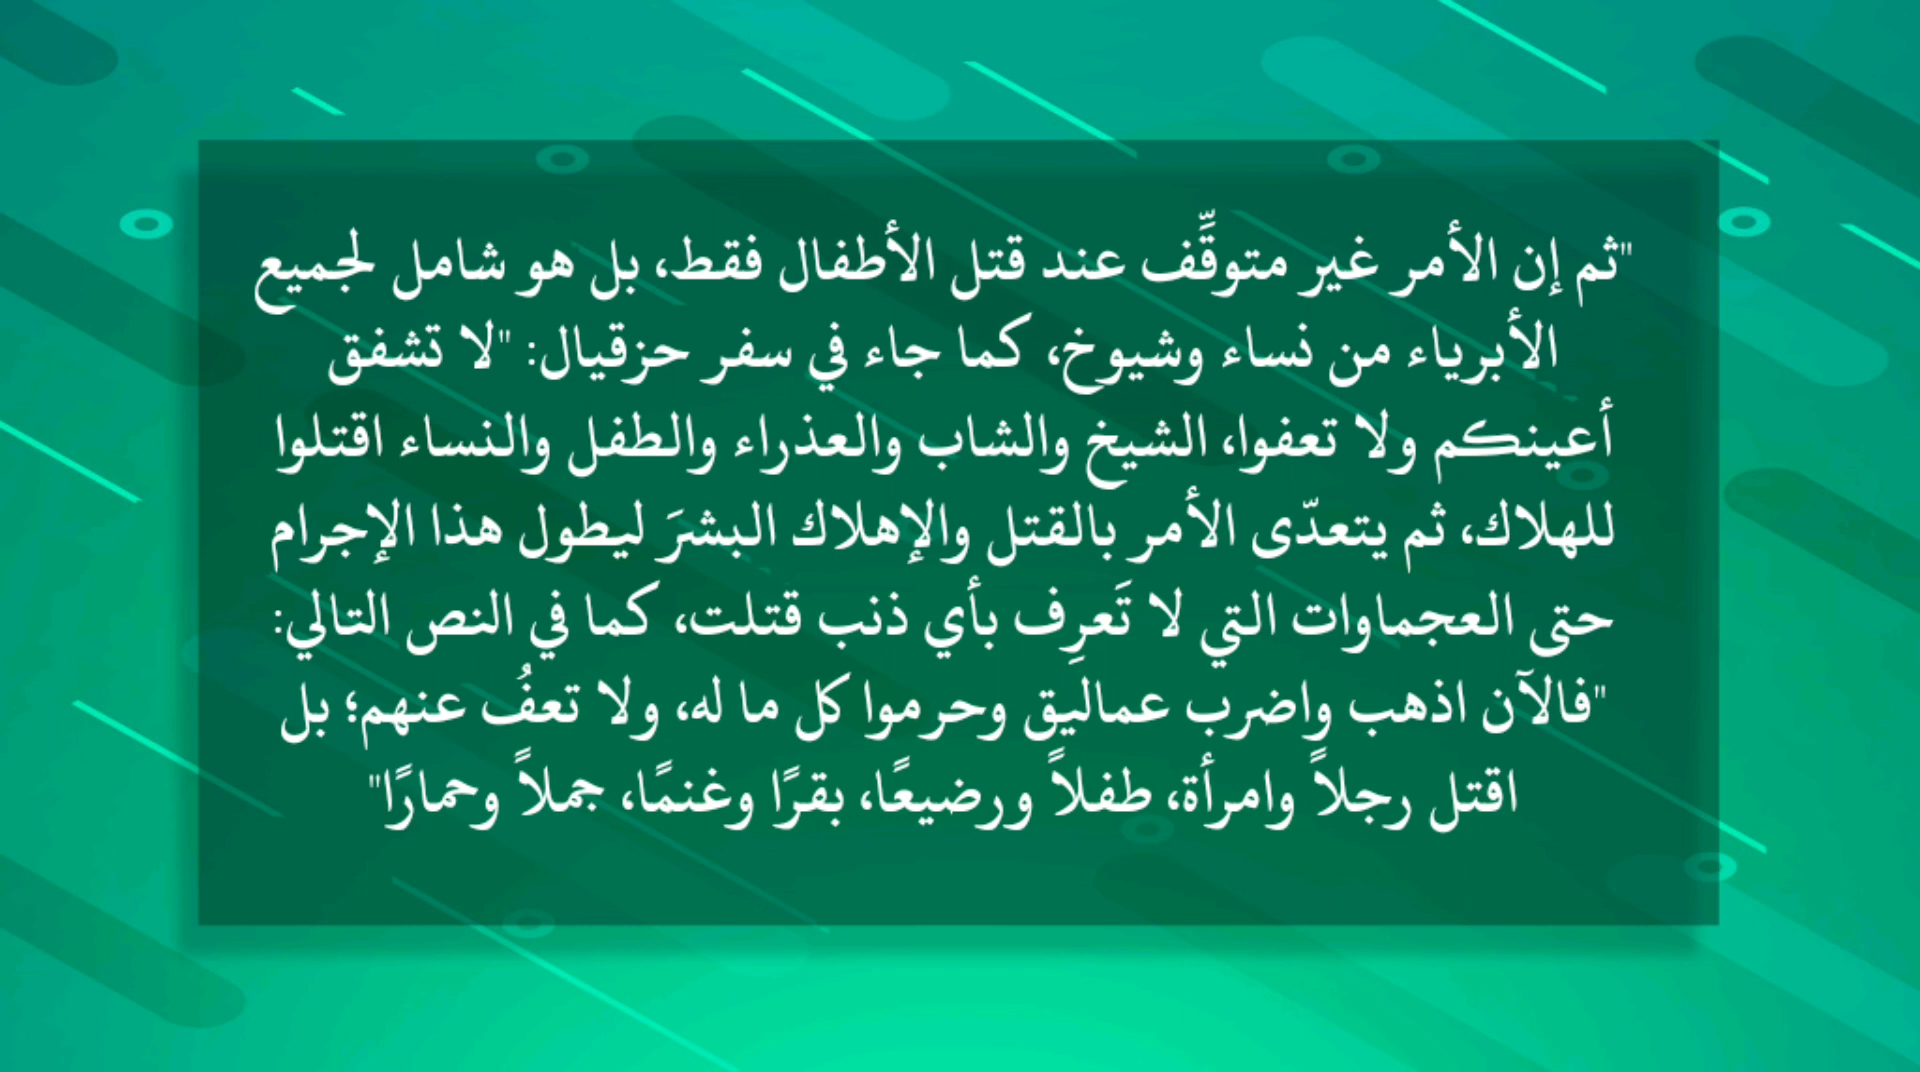 "ثم إن الأمر غير متوقِّف عند قتل الأطفال فقط، بل هو شامل لجميع
الأبرياء من نساء وشيوخ، كما جاء في سفر حزقيال: "لا تشفق
أعينكم ولا تعفوا، الشيخ والشاب والعذراء والطفل والنساء اقتلوا
للهلاك، ثم يتعدّى الأمر بالقتل والإهلاك البشرَ ليطول هذا الإجرام
حتى العجماوات التي لا تَعرِف بأي ذنب قتلت، كما في النص التالي:
"فالآن اذهب واضرب عماليق وحرموا كل ما له، ولا تعفُ عنهم؛ بل
اقتل رجلاً وامرأة، طفلاً ورضيعًا، بقرًا وغنمًا، جملاً وحمارًا"